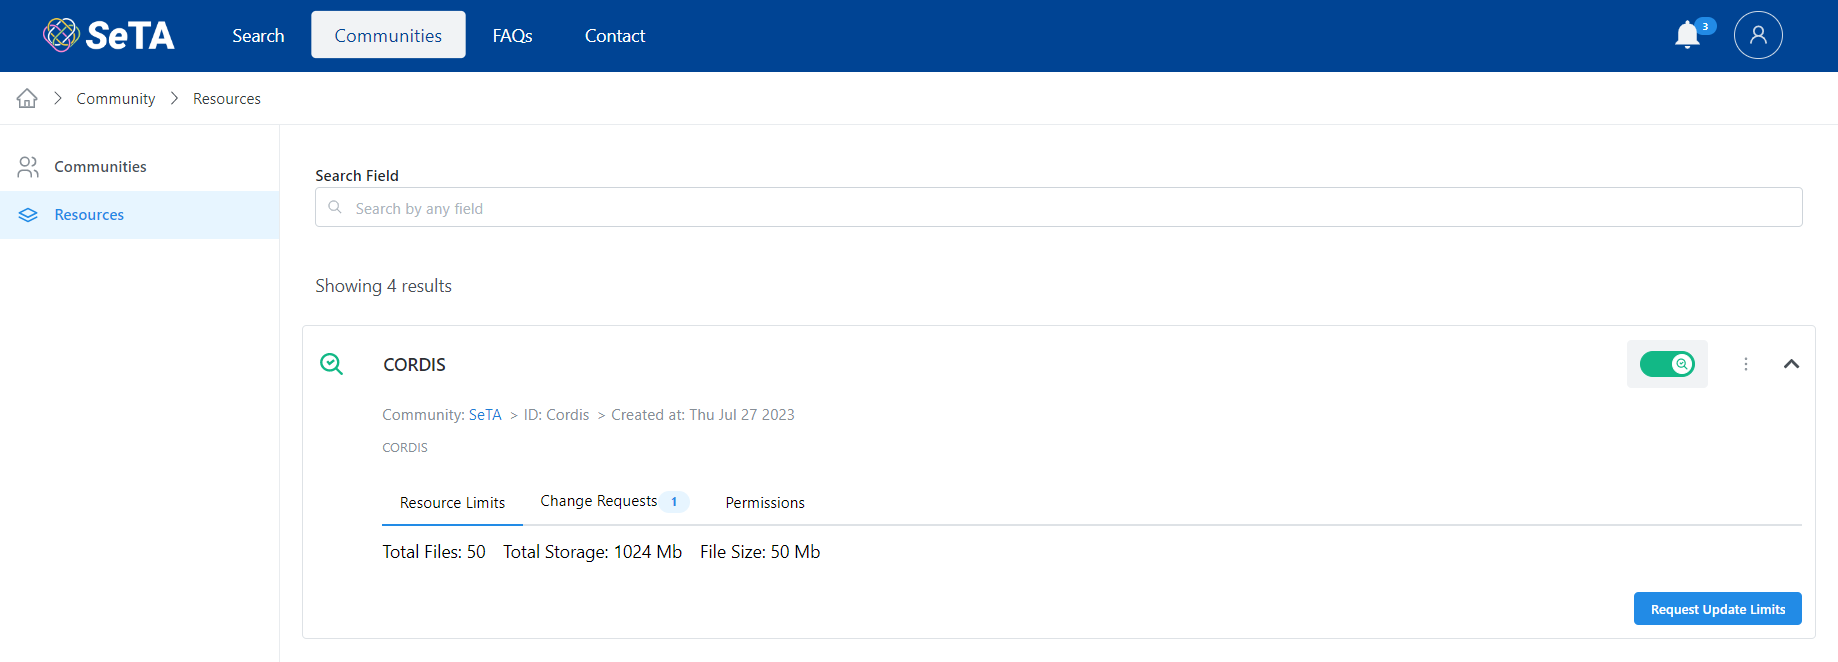 SeTA Search Communities FAQs Contact 3
Community Resources
Communities
Resources
Search Field
Search by any field
Showing 4 results
CORDIS
Community: SeTA > ID: Cordis > Created at: Thu Jul 27 2023
CORDIS
Resource Limits Change Requests 1 Permissions
Total Files: 50 Total Storage: 1024 Mb File Size: 50 Mb
Request Update Limits